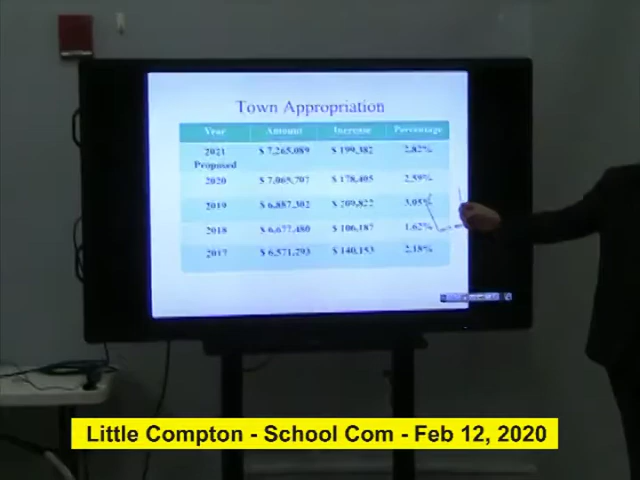 Town Appropriation
Year Amount Increase Percentage
2021 $ 7,265,089 $ 199,382 2.82%
Proposed
2020 $ 7,065,707 $ 178,405 2.59%
2019 $ 6,887,302 $ 209,822 3.05%
2018 $ 6,677,480 $ 106,187 1.62%
2017 $ 6,571,293 $ 140,153 2.18%
Little Compton - School Com - Feb 12, 2020